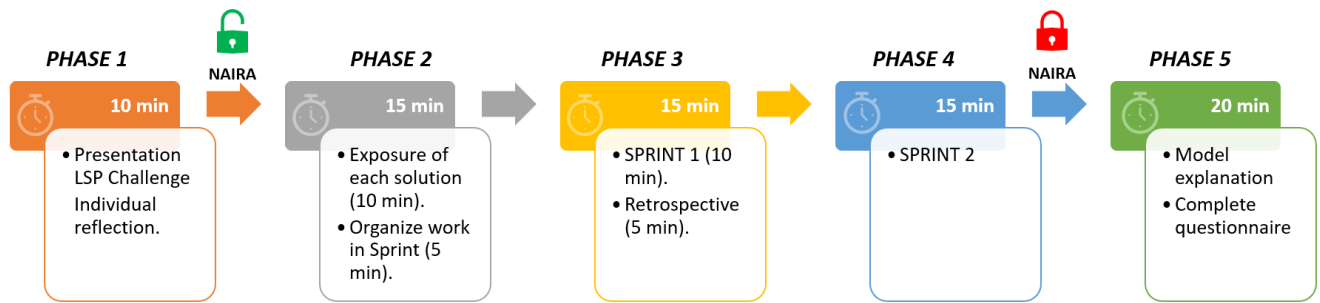 PHASE 1
NAIRA
PHASE 2
PHASE 3
PHASE 4
NAIRA
PHASE 5
10 min
15 min
15 min
15 min
20 min
• Presentation
LSP Challenge
Individual
reflection.
• Exposure of
each solution
(10 min).
• Organize work
in Sprint (5
min).
• SPRINT 1 (10
min).
• Retrospective
(5 min).
• SPRINT 2
• Model
explanation
• Complete
questionnaire